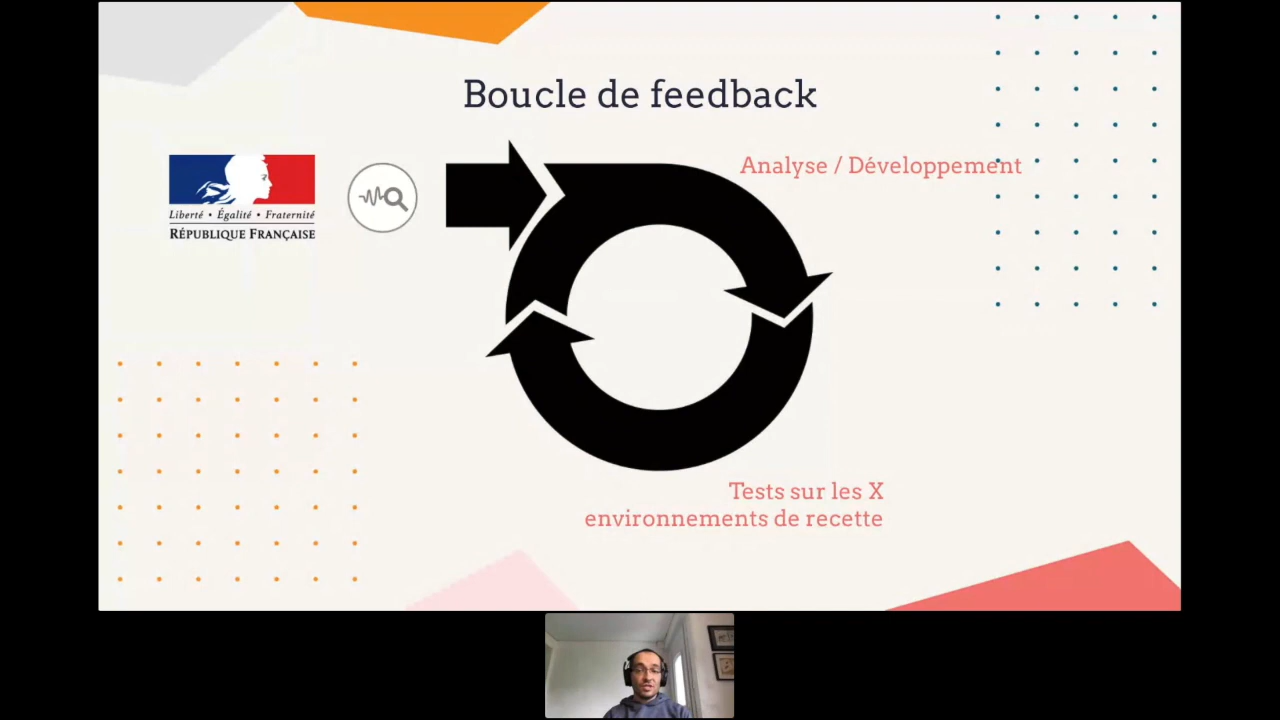 Boucle de feedback
Liberté • Égalité • Fraternité
RÉPUBLIQUE FRANÇAISE
Analyse / Développement
Tests sur les X
environnements de recette